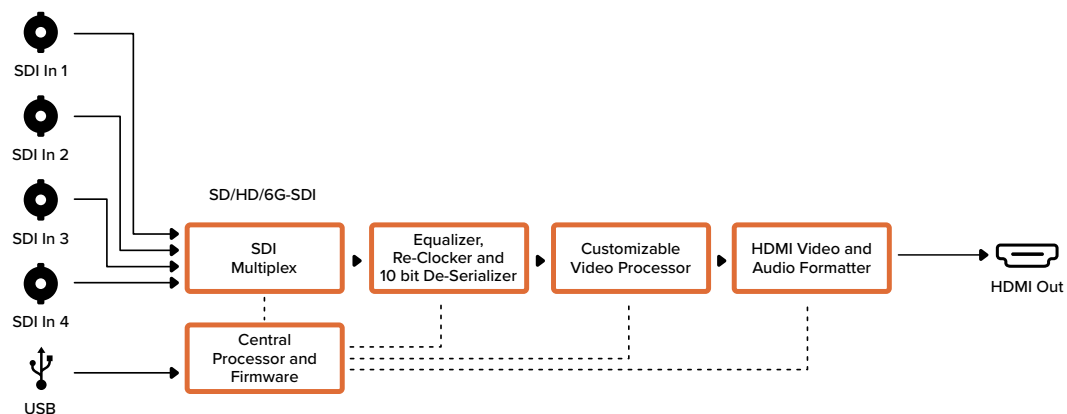 SDI In 1
SDI In 2
SDI In 3
SDI In 4
USB
SD/HD/6G-SDI
SDI
Multiplex
Equalizer,
Re-Clocker and
10 bit De-Serializer
Customizable
Video Processor
HDMI Video and
Audio Formatter
HDMI Out
Central
Processor and
Firmware